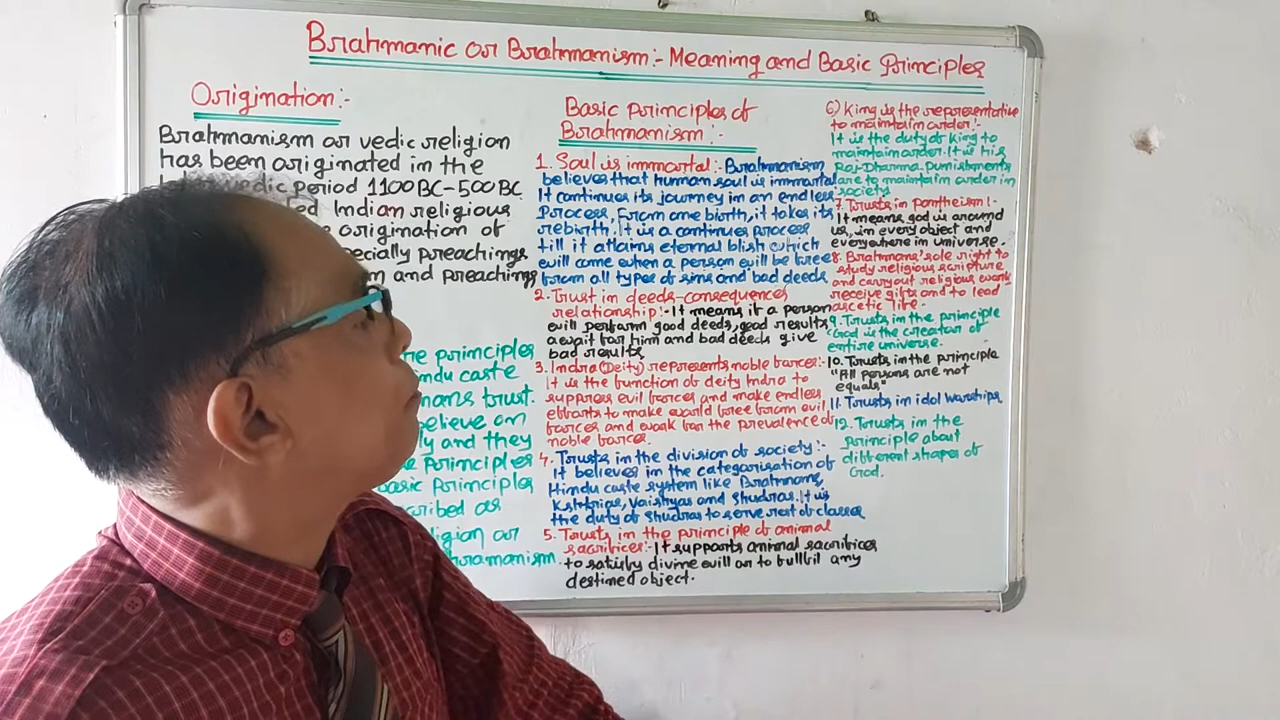 Brahmanic or Brahmanism:- Meaning and Basic Principles
Origination:-
Brahmanism or vedic religion
has been originated in the
vedic period 1100BC-500BC
Indian religious
origination of
preachings
and preachings
principles
caste
trust.
on
and they
principles
basic principles
as
or
bramanism.
Basic principles of
Brahmanism:-
1. Soul is immortal:- Brahmanism
believes that human soul is immortal
It continues its journey in an endless
process, From one birth, it takes its
rebirth. It is a continues process
till it attains eternal blish which
will come when a person will be free
from all types of sins and bad deeds.
2. Trust in deeds-consequences
relationship:- It means if a person
will perform good deeds, good results
await for him and bad deeds give
bad results
3. Indra (Deity) represents noble forces:-
It is the function of deity Indra to
suppress evil forces and make endless
efforts to make world free from evil
forces and work for the prevalence of
noble forces.
4. Trusts in the division of society:-
It believes in the categorisation of
Hindu caste system like Brahmans,
Kshtrias, Vaishyas and Shudras. It is
the duty of Shudras to serve rest of classes
5. Trusts in the principle of animal
sacrifices:- It supports animal sacrifices
to satisfy divine will or to fullfil any
destined object.
6) King is the representative
to maintain order:-
It is the duty of King to
maintain order. It is his
Raj-Dharma. Punishments
are to maintain order in
society
7. Trusts in pantheism:-
It means god is around
us, in every object and
everywhere in universe.
8. Brahmans' sole right to
study religious scripture
and carryout religious work
receive gifts and to lead
ascetic life.
9. Trusts in the principle
God is the creator of
entire universe.
10. Trusts in the principle
"All persons are not
equals"
11. Trusts in idol warships
12. Trusts in the
principle about
different shapes of
God.